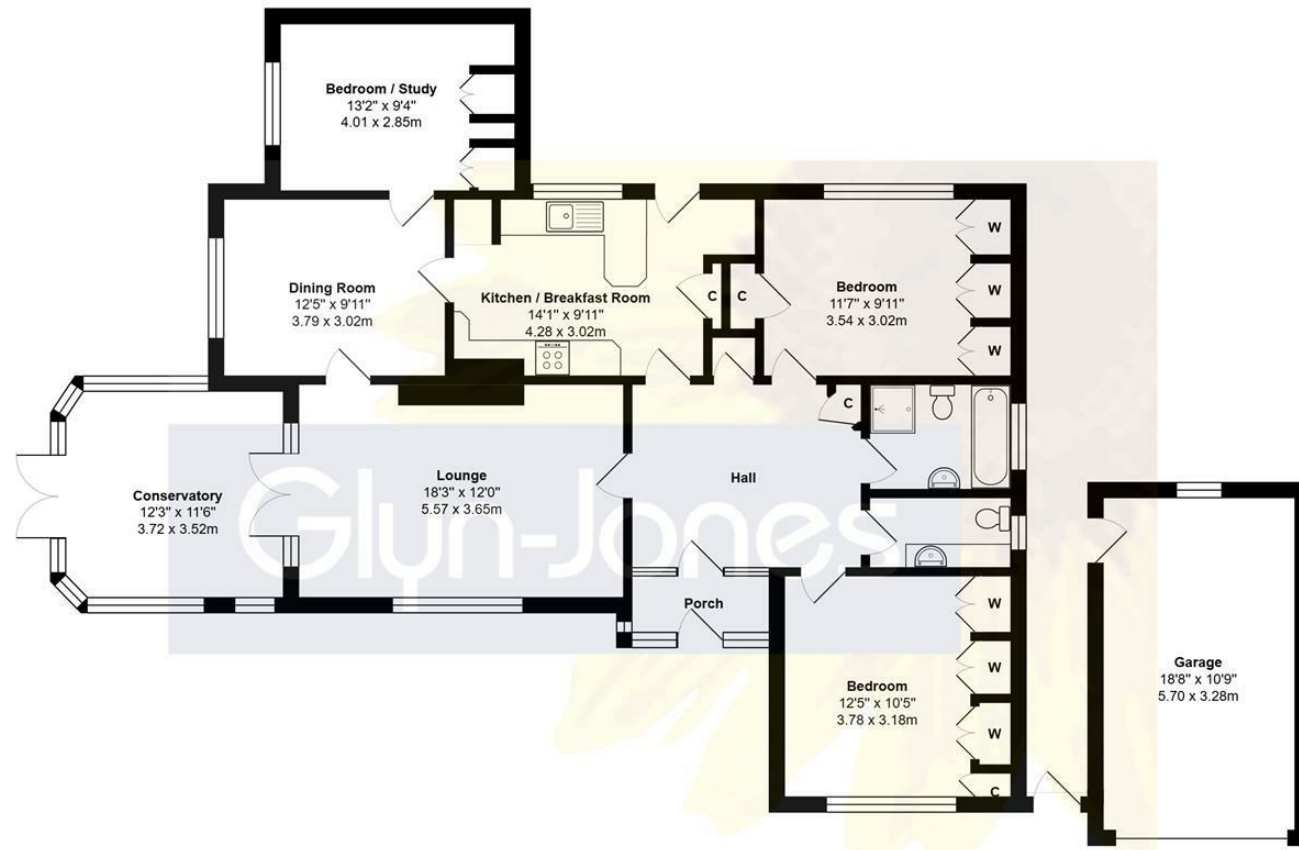 Bedroom / Study
13'2" x 9'4"
4.01 x 2.85m
Dining Room
12'5" x 9'11"
3.79 x 3.02m
Kitchen / Breakfast Room
14'1" x 9'11"
4.28 x 3.02m
C
C
Bedroom
11'7" x 9'11"
3.54 x 3.02m
W
W
W
C
Conservatory
12'3" x 11'6"
3.72 x 3.52m
Lounge
18'3" x 12'0"
5.57 x 3.65m
Hall
Glyn-Jones
Porch
Bedroom
12'5" x 10'5"
3.78 x 3.18m
W
W
W
C
Garage
18'8" x 10'9"
5.70 x 3.28m